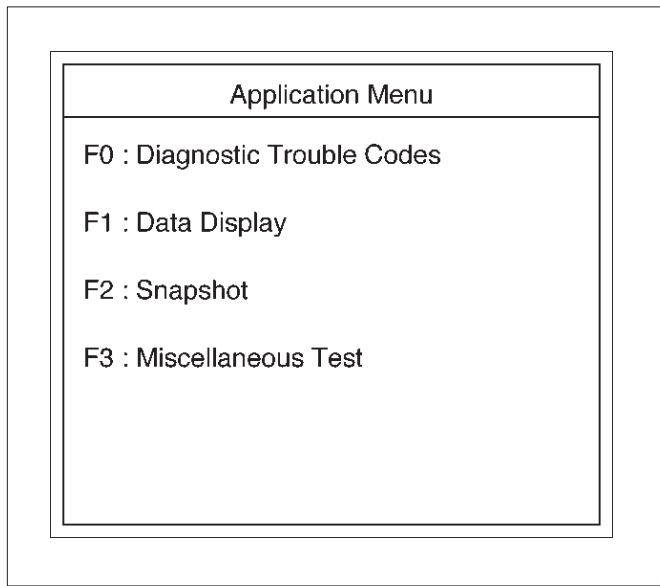 Application Menu
F0 : Diagnostic Trouble Codes
F1 : Data Display
F2 : Snapshot
F3 : Miscellaneous Test